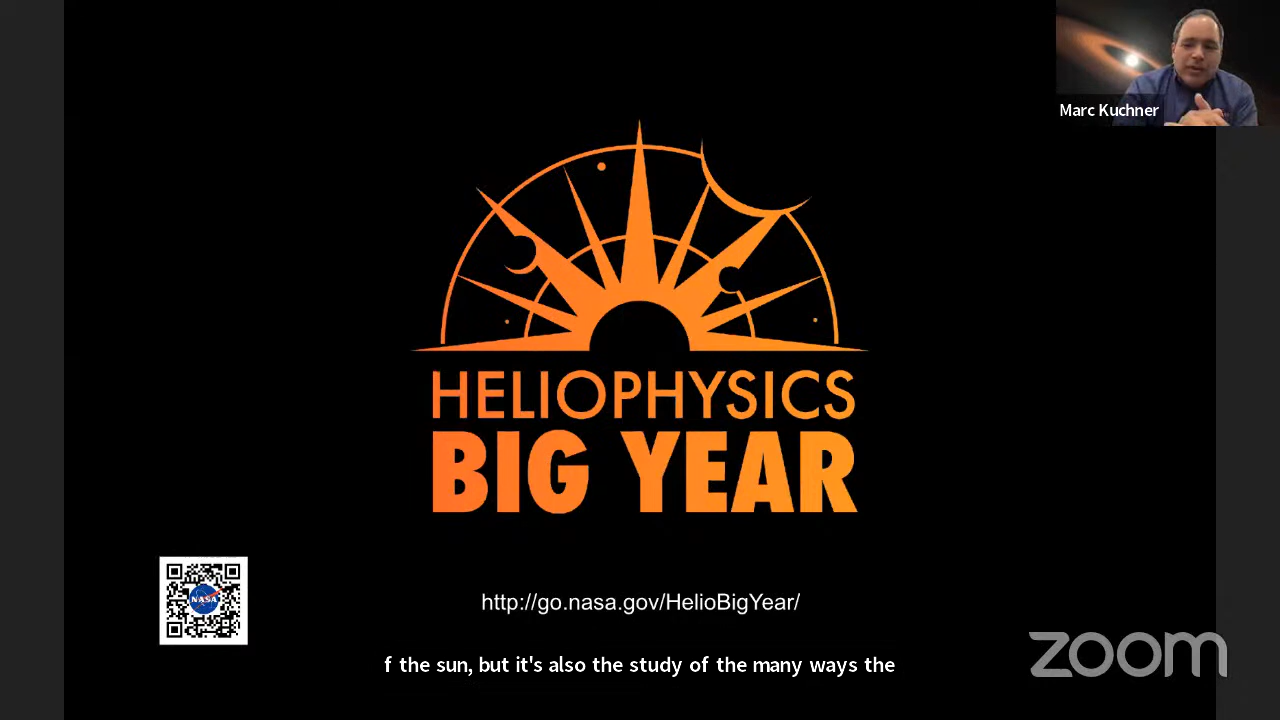 Marc Kuchner
HELIOPHYSICS
BIG YEAR
NASA
http://go.nasa.gov/HelioBigYear/
f the sun, but it's also the study of the many ways the
zoom